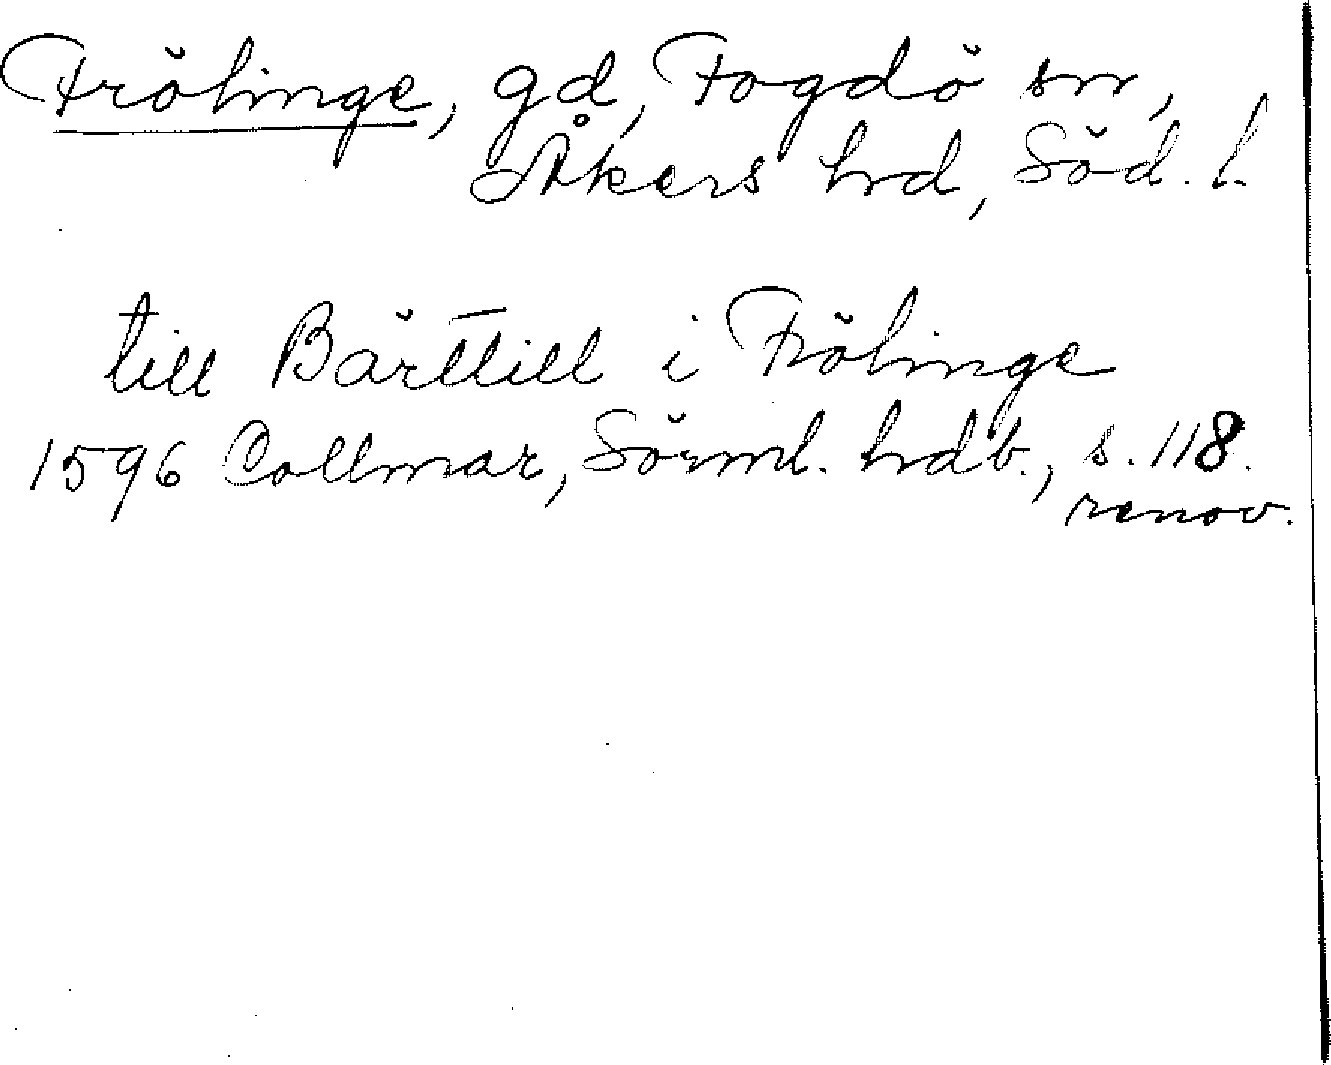 Frölinge, gd, Fogdö sn,
Åkers hd, Söd. l.
till Bärttill i Frölinge
1596 Collmar, Sörml. hdb., s. 118.
renov.